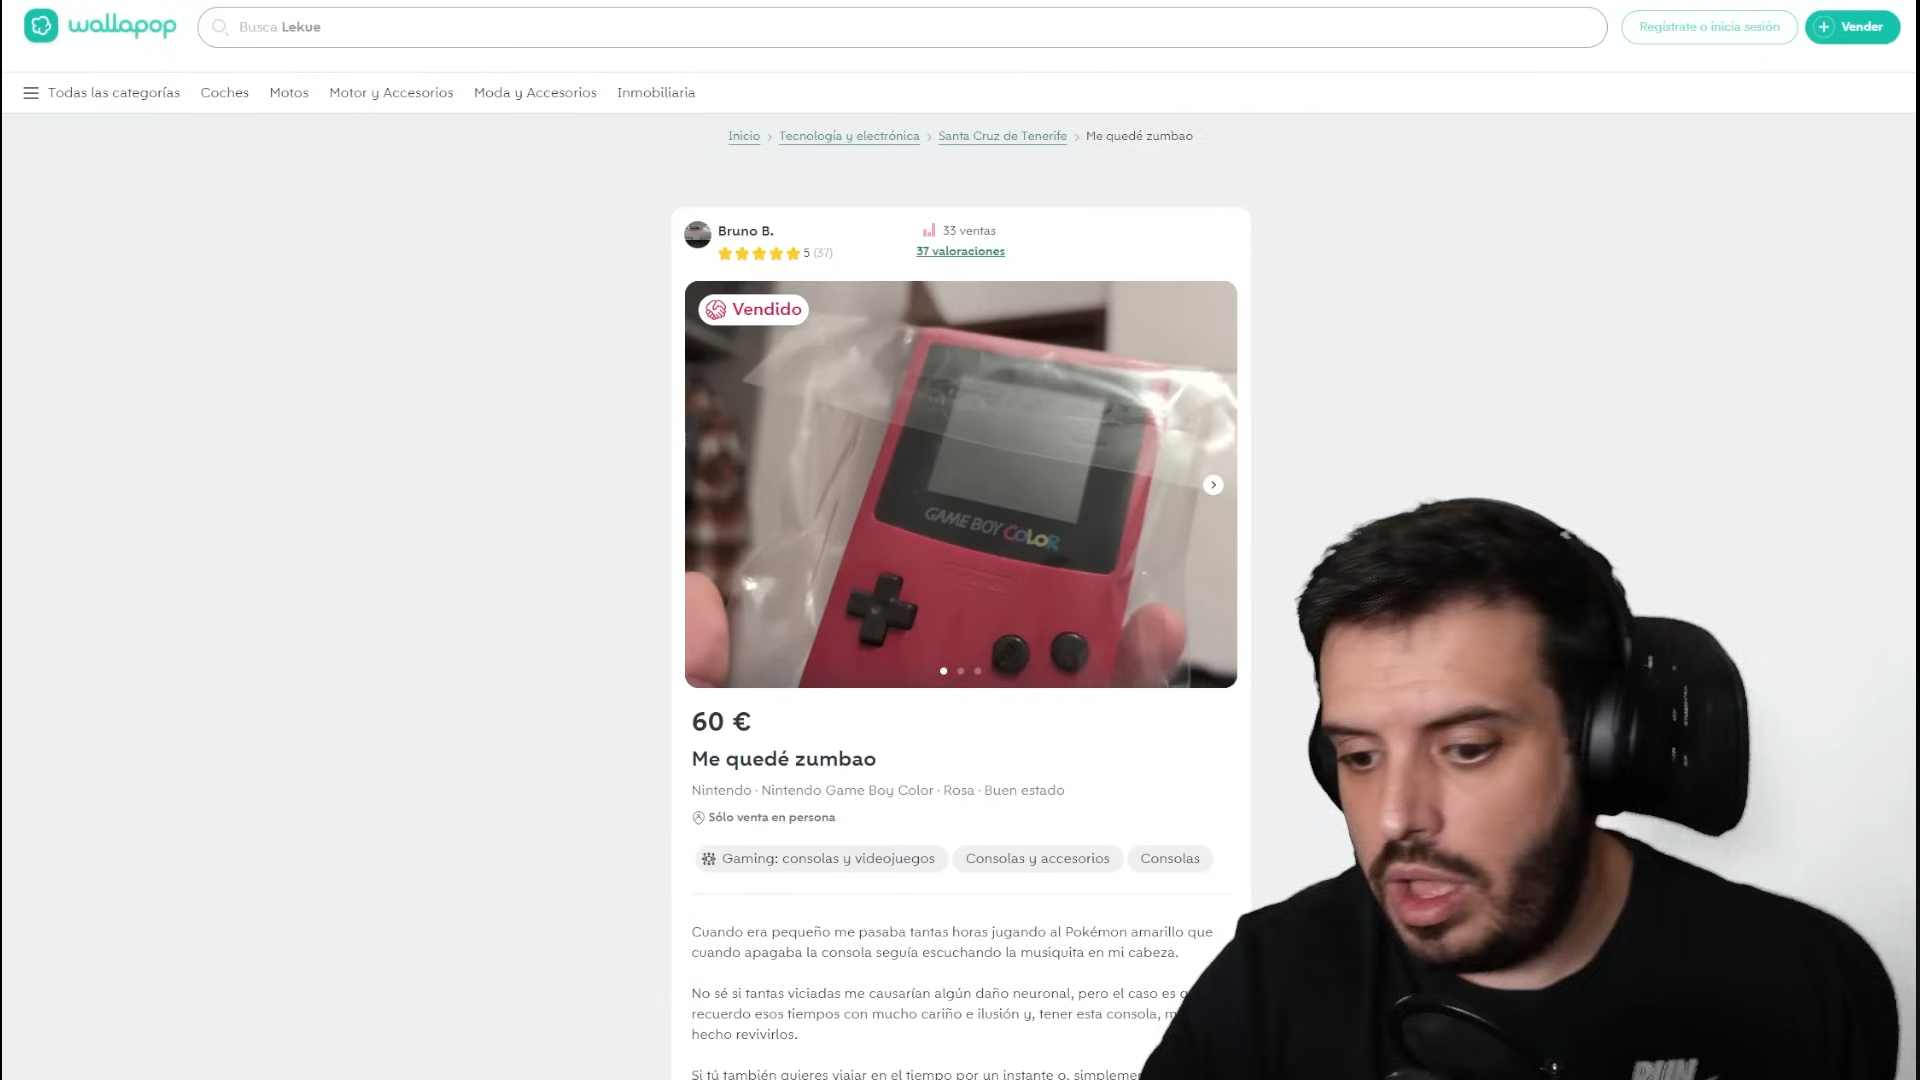 wallapop
Busca Lekue
Regístrate o inicia sesión
Vender
Todas las categorías
Coches
Motos
Motor y Accesorios
Moda y Accesorios
Inmobiliaria
Inicio > Tecnología y electrónica > Santa Cruz de Tenerife > Me quedé zumbao
Bruno B.
33 ventas
5 (37)
37 valoraciones
Vendido
GAME BOY COLOR
60 €
Me quedé zumbao
Nintendo · Nintendo Game Boy Color · Rosa · Buen estado
Sólo venta en persona
Gaming: consolas y videojuegos
Consolas y accesorios
Consolas
Cuando era pequeño me pasaba tantas horas jugando al Pokémon amarillo que
cuando apagaba la consola seguía escuchando la musiquita en mi cabeza.
No sé si tantas viciadas me causarían algún daño neuronal, pero el caso es
recuerdo esos tiempos con mucho cariño e ilusión y, tener esta consola,
hecho revivirlos.
Si tú también quieres viajar en el tiempo por un instante o,